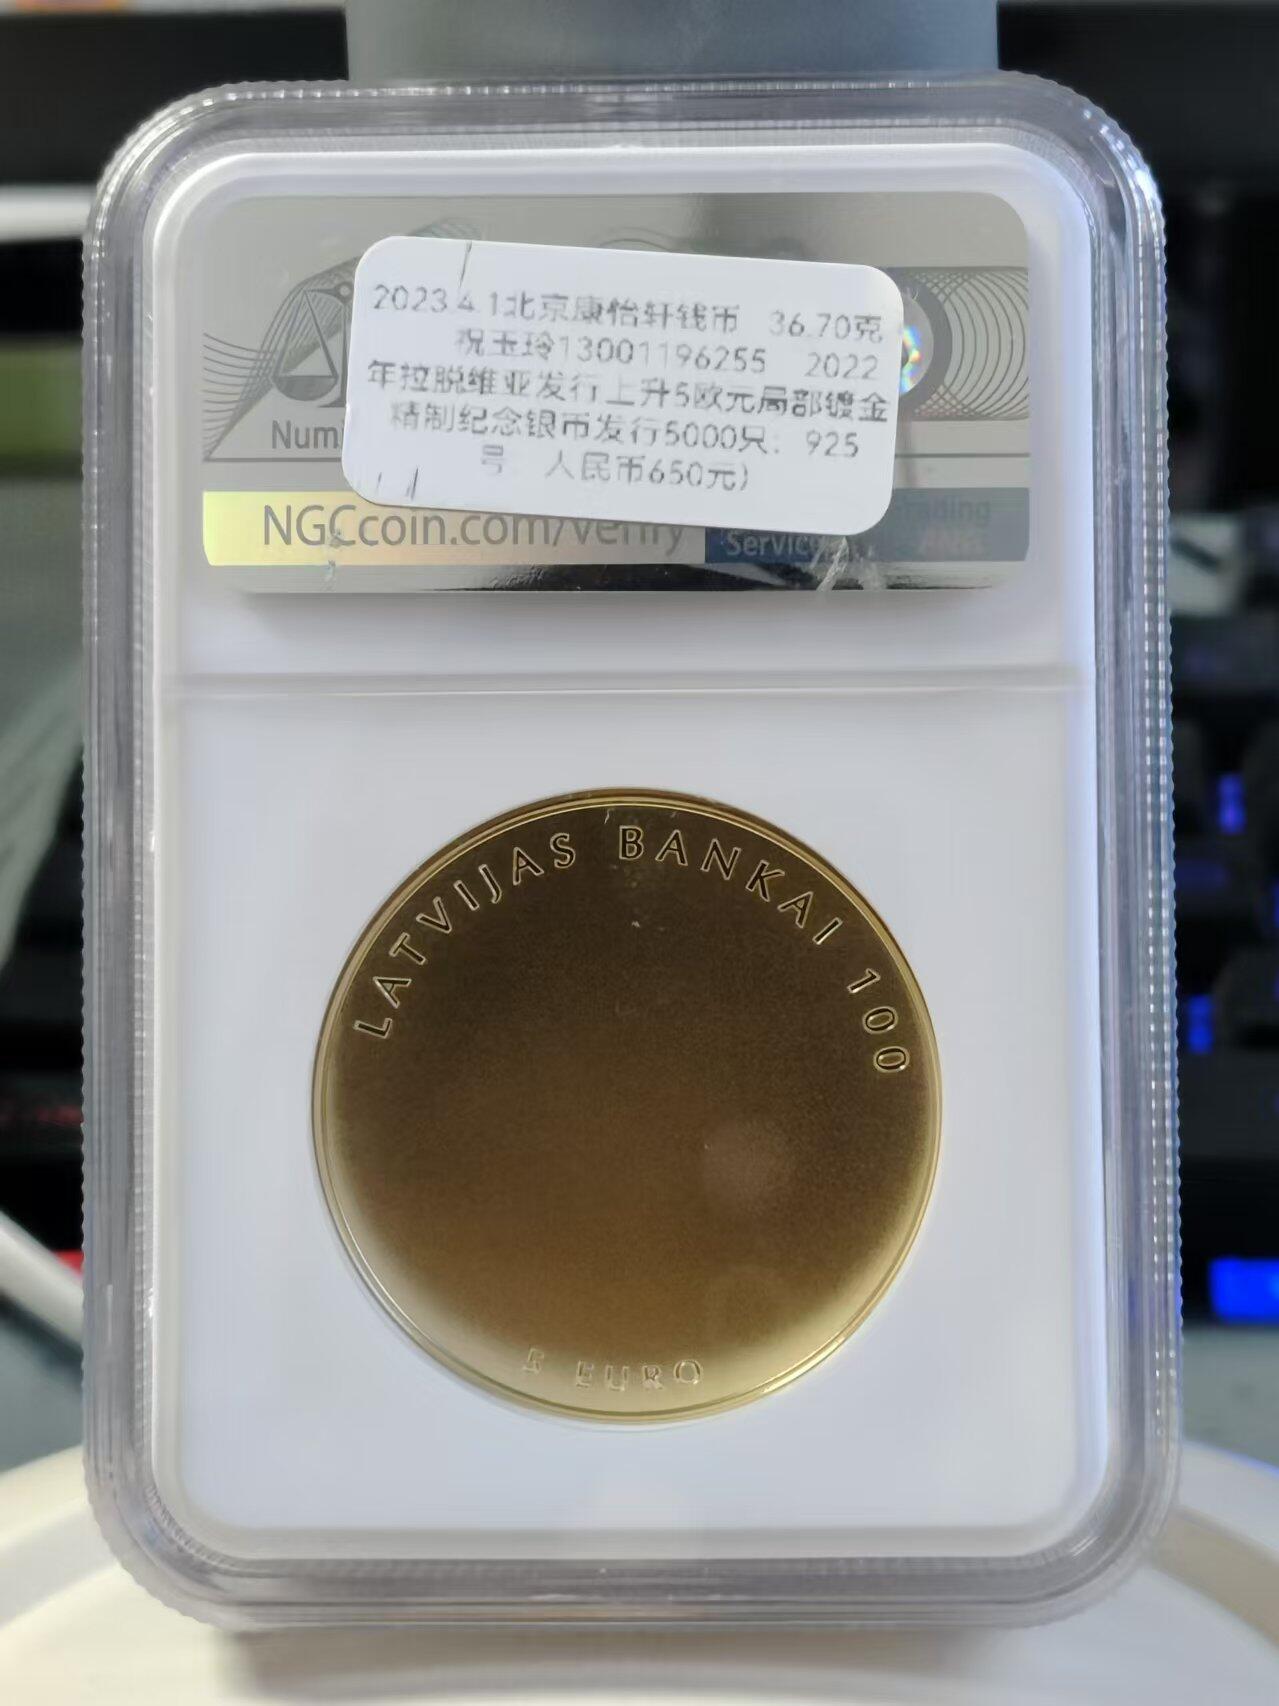 2023.4.1北京康怡轩钱币 36.70克
祝玉玲13001196255 2022
年拉脱维亚发行上升5欧元局部镀金
精制纪念银币发行5000只：925
号 人民币650元）
Numi
NGCcoin.com/verify
Service
Trading
LATVIJAS BANKAI 100
5 EURO